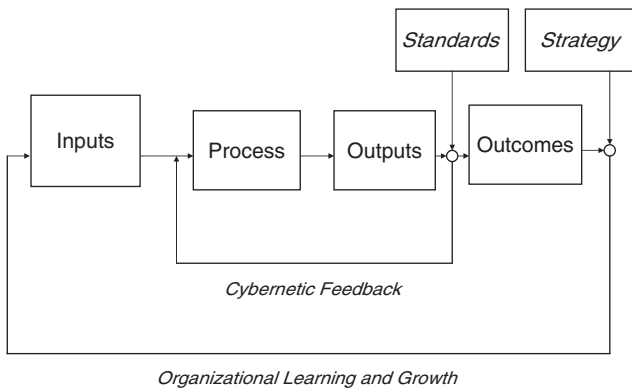 Standards
Strategy
Inputs
Process
Outputs
Outcomes
Cybernetic Feedback
Organizational Learning and Growth